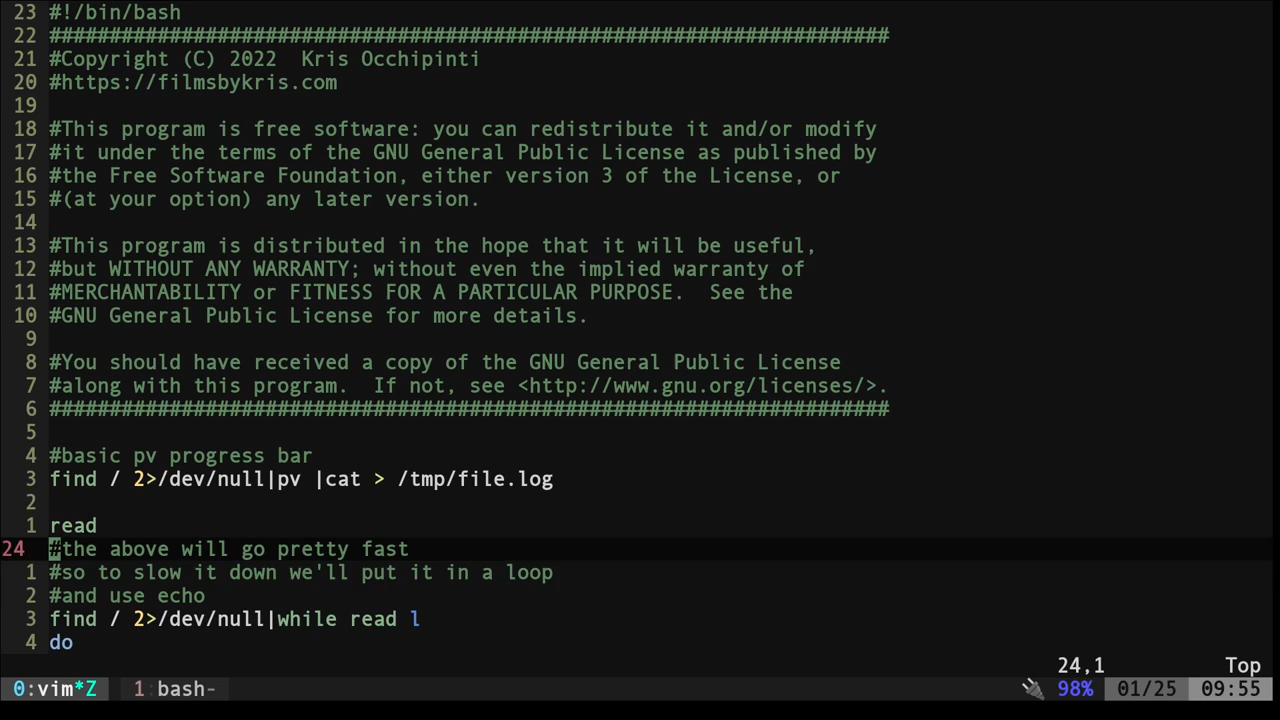 23 #!/bin/bash
22 ######################################################################
21 #Copyright (C) 2022  Kris Occhipinti
20 #https://filmsbykris.com
19
18 #This program is free software: you can redistribute it and/or modify
17 #it under the terms of the GNU General Public License as published by
16 #the Free Software Foundation, either version 3 of the License, or
15 #(at your option) any later version.
14
13 #This program is distributed in the hope that it will be useful,
12 #but WITHOUT ANY WARRANTY; without even the implied warranty of
11 #MERCHANTABILITY or FITNESS FOR A PARTICULAR PURPOSE.  See the
10 #GNU General Public License for more details.
9
8 #You should have received a copy of the GNU General Public License
7 #along with this program.  If not, see <http://www.gnu.org/licenses/>.
6 ######################################################################
5
4 #basic pv progress bar
3 find / 2>/dev/null|pv |cat > /tmp/file.log
2
1 read
24 #the above will go pretty fast
1 #so to slow it down we'll put it in a loop
2 #and use echo
3 find / 2>/dev/null|while read l
4 do
24,1 Top
0:vim*Z 1 bash- 98% 01/25 09:55